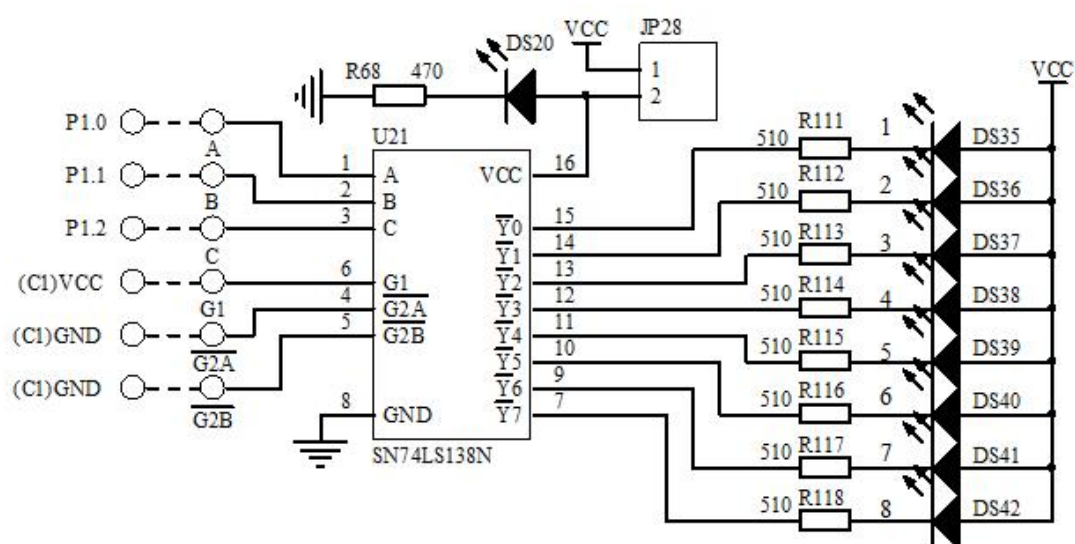 VCC JP28
DS20
R68 470
1
2
VCC
P1.0
A
U21
P1.1
B
P1.2
C
(C1)VCC
G1
(C1)GND
G2A
(C1)GND
G2B
1 A
2 B
3 C
6 G1
4 G2A
5 G2B
8 GND
VCC 16
Y0 15
Y1 14
Y2 13
Y3 12
Y4 11
Y5 10
Y6 9
Y7 7
SN74LS138N
510 R111 1 DS35
510 R112 2 DS36
510 R113 3 DS37
510 R114 4 DS38
510 R115 5 DS39
510 R116 6 DS40
510 R117 7 DS41
510 R118 8 DS42